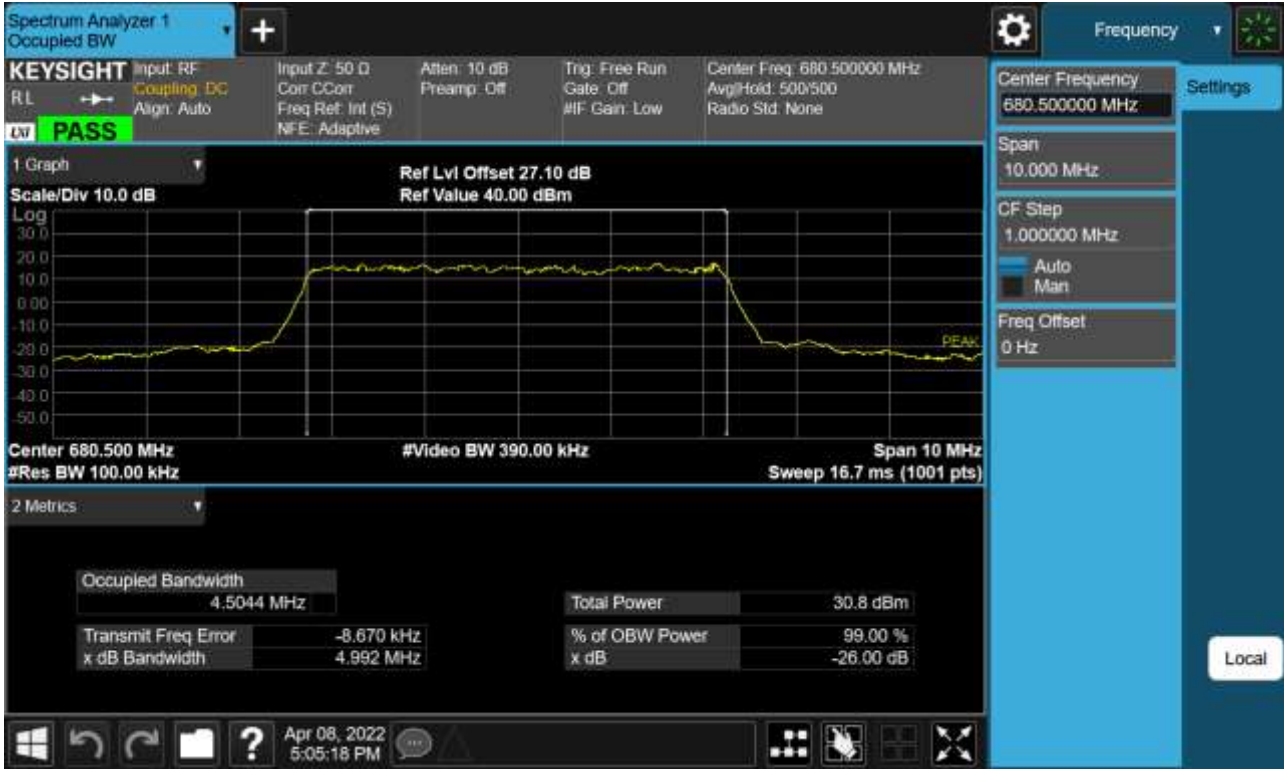 Spectrum Analyzer 1
Occupied BW
+
Frequency
KEYSIGHT
RL
LXI
PASS
Input: RF
Coupling: DC
Align: Auto
Input Z: 50 Ω
Corr CCorr
Freq Ref: Int (S)
NFE: Adaptive
Atten: 10 dB
Preamp: Off
Trig: Free Run
Gate: Off
#IF Gain: Low
Center Freq: 680.500000 MHz
Avg|Hold: 500/500
Radio Std: None
1 Graph
Scale/Div 10.0 dB
Ref Lvl Offset 27.10 dB
Ref Value 40.00 dBm
Log
30.0
20.0
10.0
0.00
-10.0
-20.0
-30.0
-40.0
-50.0
PEAK
Center 680.500 MHz
#Res BW 100.00 kHz
#Video BW 390.00 kHz
Span 10 MHz
Sweep 16.7 ms (1001 pts)
2 Metrics
Occupied Bandwidth
4.5044 MHz
Transmit Freq Error -8.670 kHz
x dB Bandwidth 4.992 MHz
Total Power 30.8 dBm
% of OBW Power 99.00 %
x dB -26.00 dB
Center Frequency
680.500000 MHz
Span
10.000 MHz
CF Step
1.000000 MHz
Auto
Man
Freq Offset
0 Hz
Settings
Local
?
Apr 08, 2022
5:05:18 PM